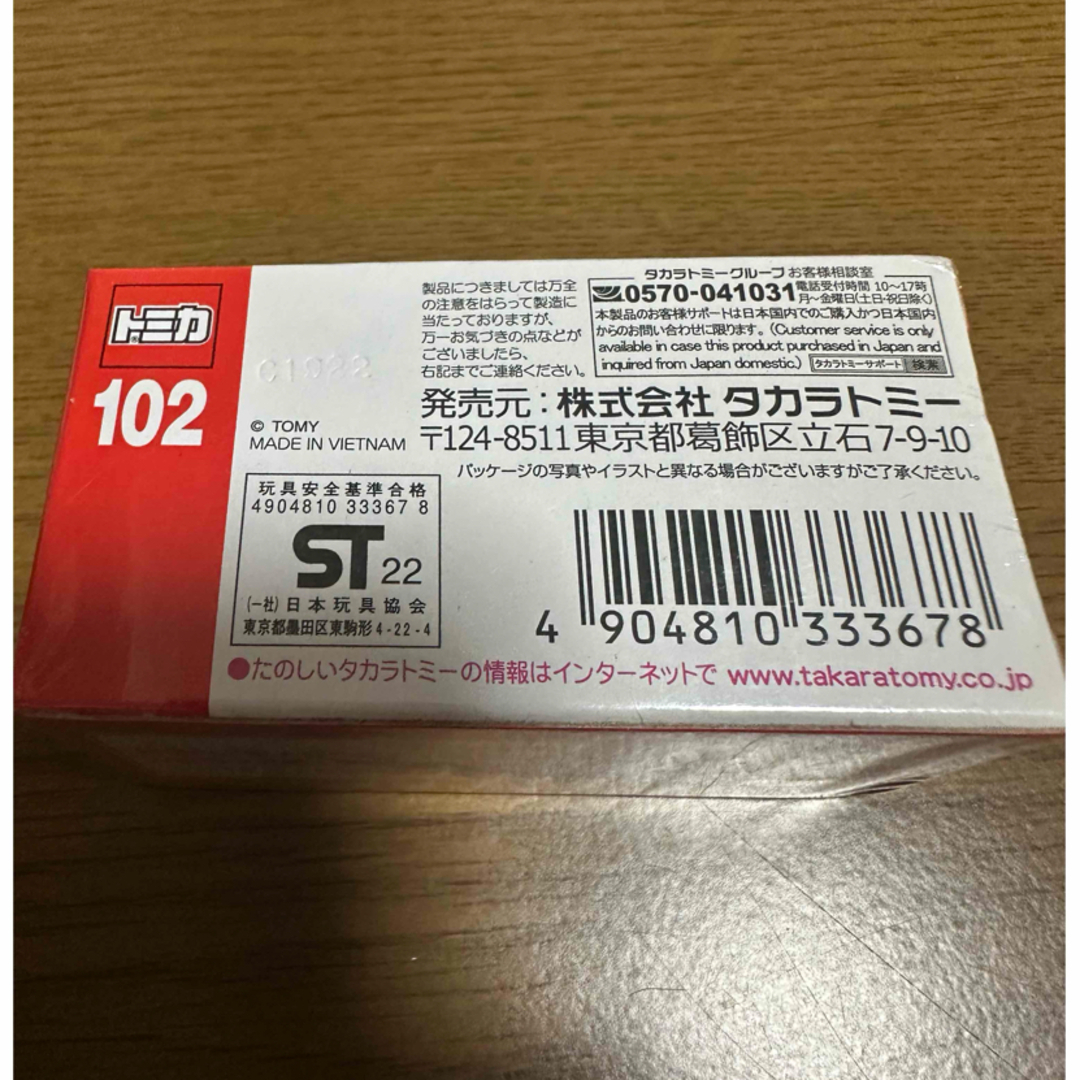 トミカ
102
製品につきましては万全
の注意をはらって製造に
当たっておりますが、
万一お気づきの点などが
ございましたら、
右記までご連絡ください。
タカラトミーグループ お客様相談室
0570-041031 電話受付時間 10〜17時
月〜金曜日(土日・祝日除く)
本製品のお客様サポートは日本国内でのご購入かつ日本国内
からのお問い合わせに限ります。(Customer service is only
available in case this product purchased in Japan and
inquired from Japan domestic.) タカラトミーサポート 検索
C1022
© TOMY
MADE IN VIETNAM
発売元:株式会社 タカラトミー
〒124-8511 東京都葛飾区立石7-9-10
パッケージの写真やイラストと異なる場合がございますがご了承ください。
玩具安全基準合格
4904810 33367 8
ST 22
(一社)日本玩具協会
東京都墨田区東駒形4-22-4
4 904810 333678
●たのしいタカラトミーの情報はインターネットで www.takaratomy.co.jp